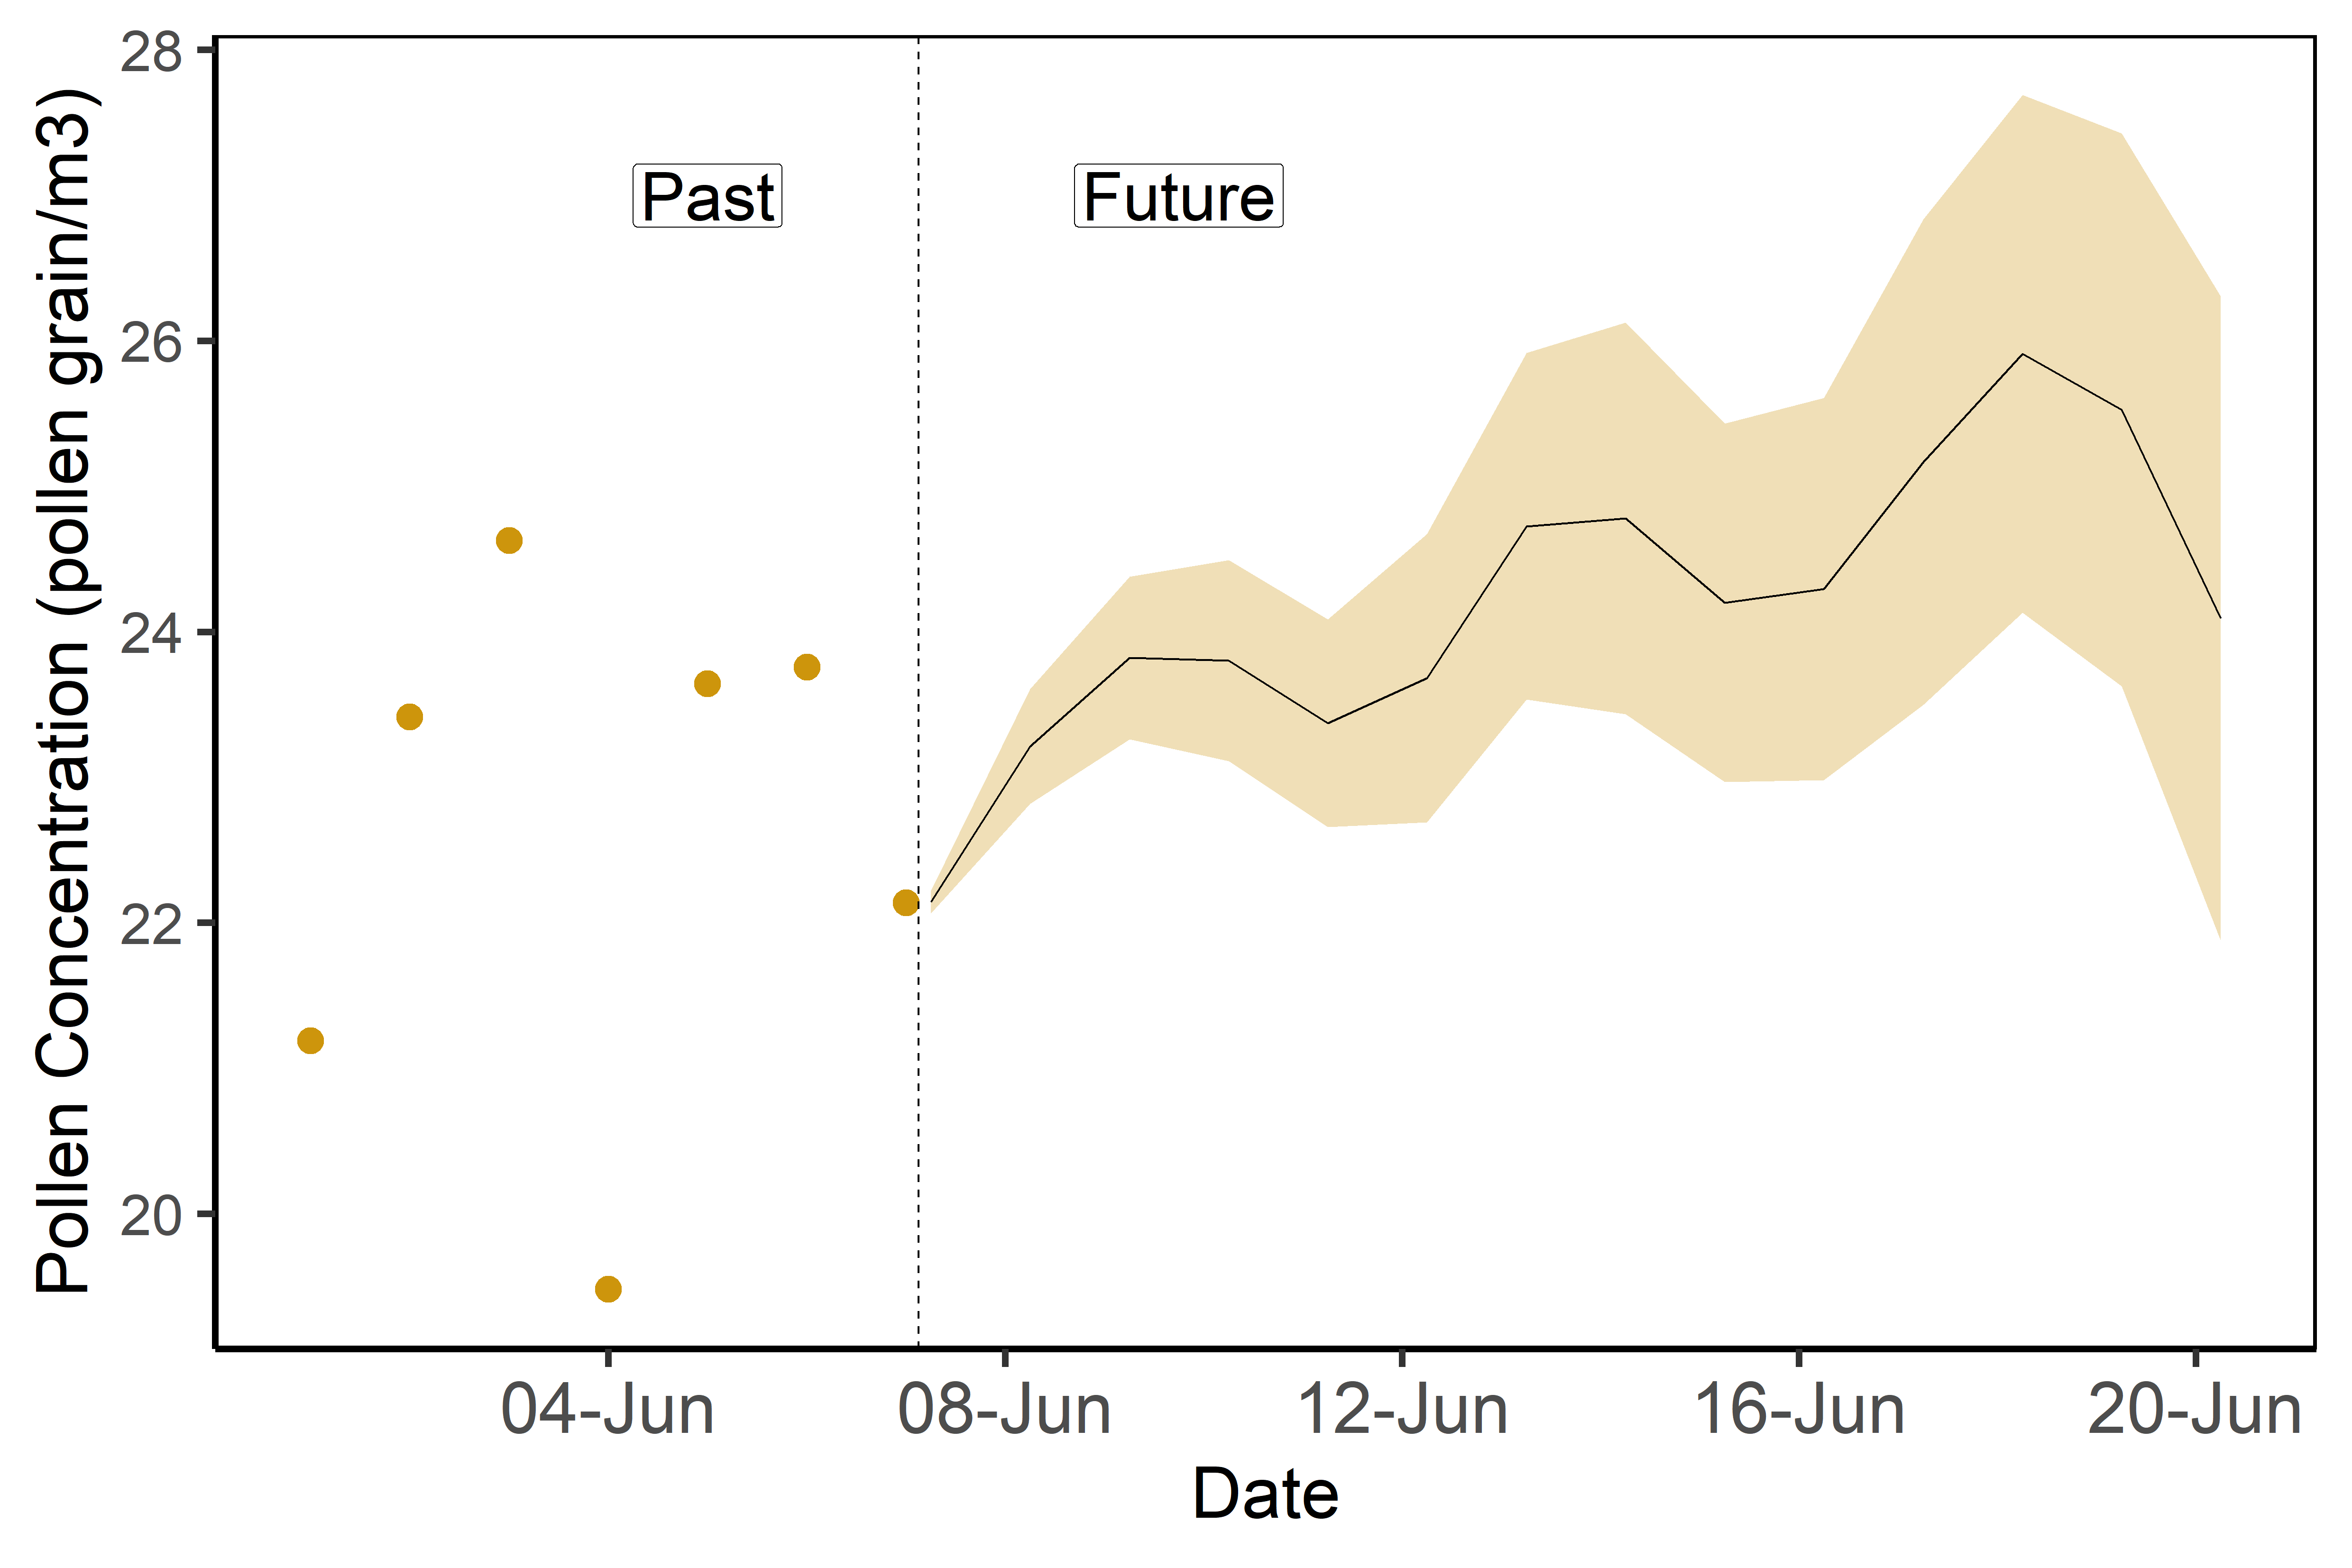 Pollen Concentration (pollen grain/m3)
28
26
24
22
20
Past
Future
04-Jun
08-Jun
12-Jun
16-Jun
20-Jun
Date